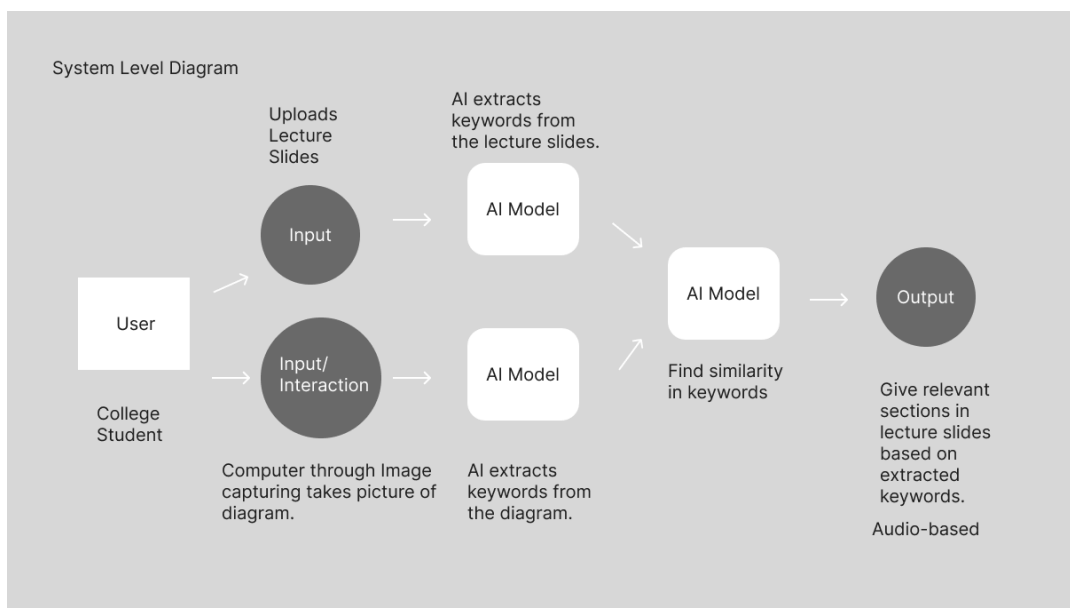 System Level Diagram
Uploads
Lecture
Slides
AI extracts
keywords from
the lecture slides.
Input
AI Model
User
College
Student
Input/
Interaction
Computer through Image
capturing takes picture of
diagram.
AI Model
AI extracts
keywords from
the diagram.
AI Model
Find similarity
in keywords
Output
Give relevant
sections in
lecture slides
based on
extracted
keywords.
Audio-based